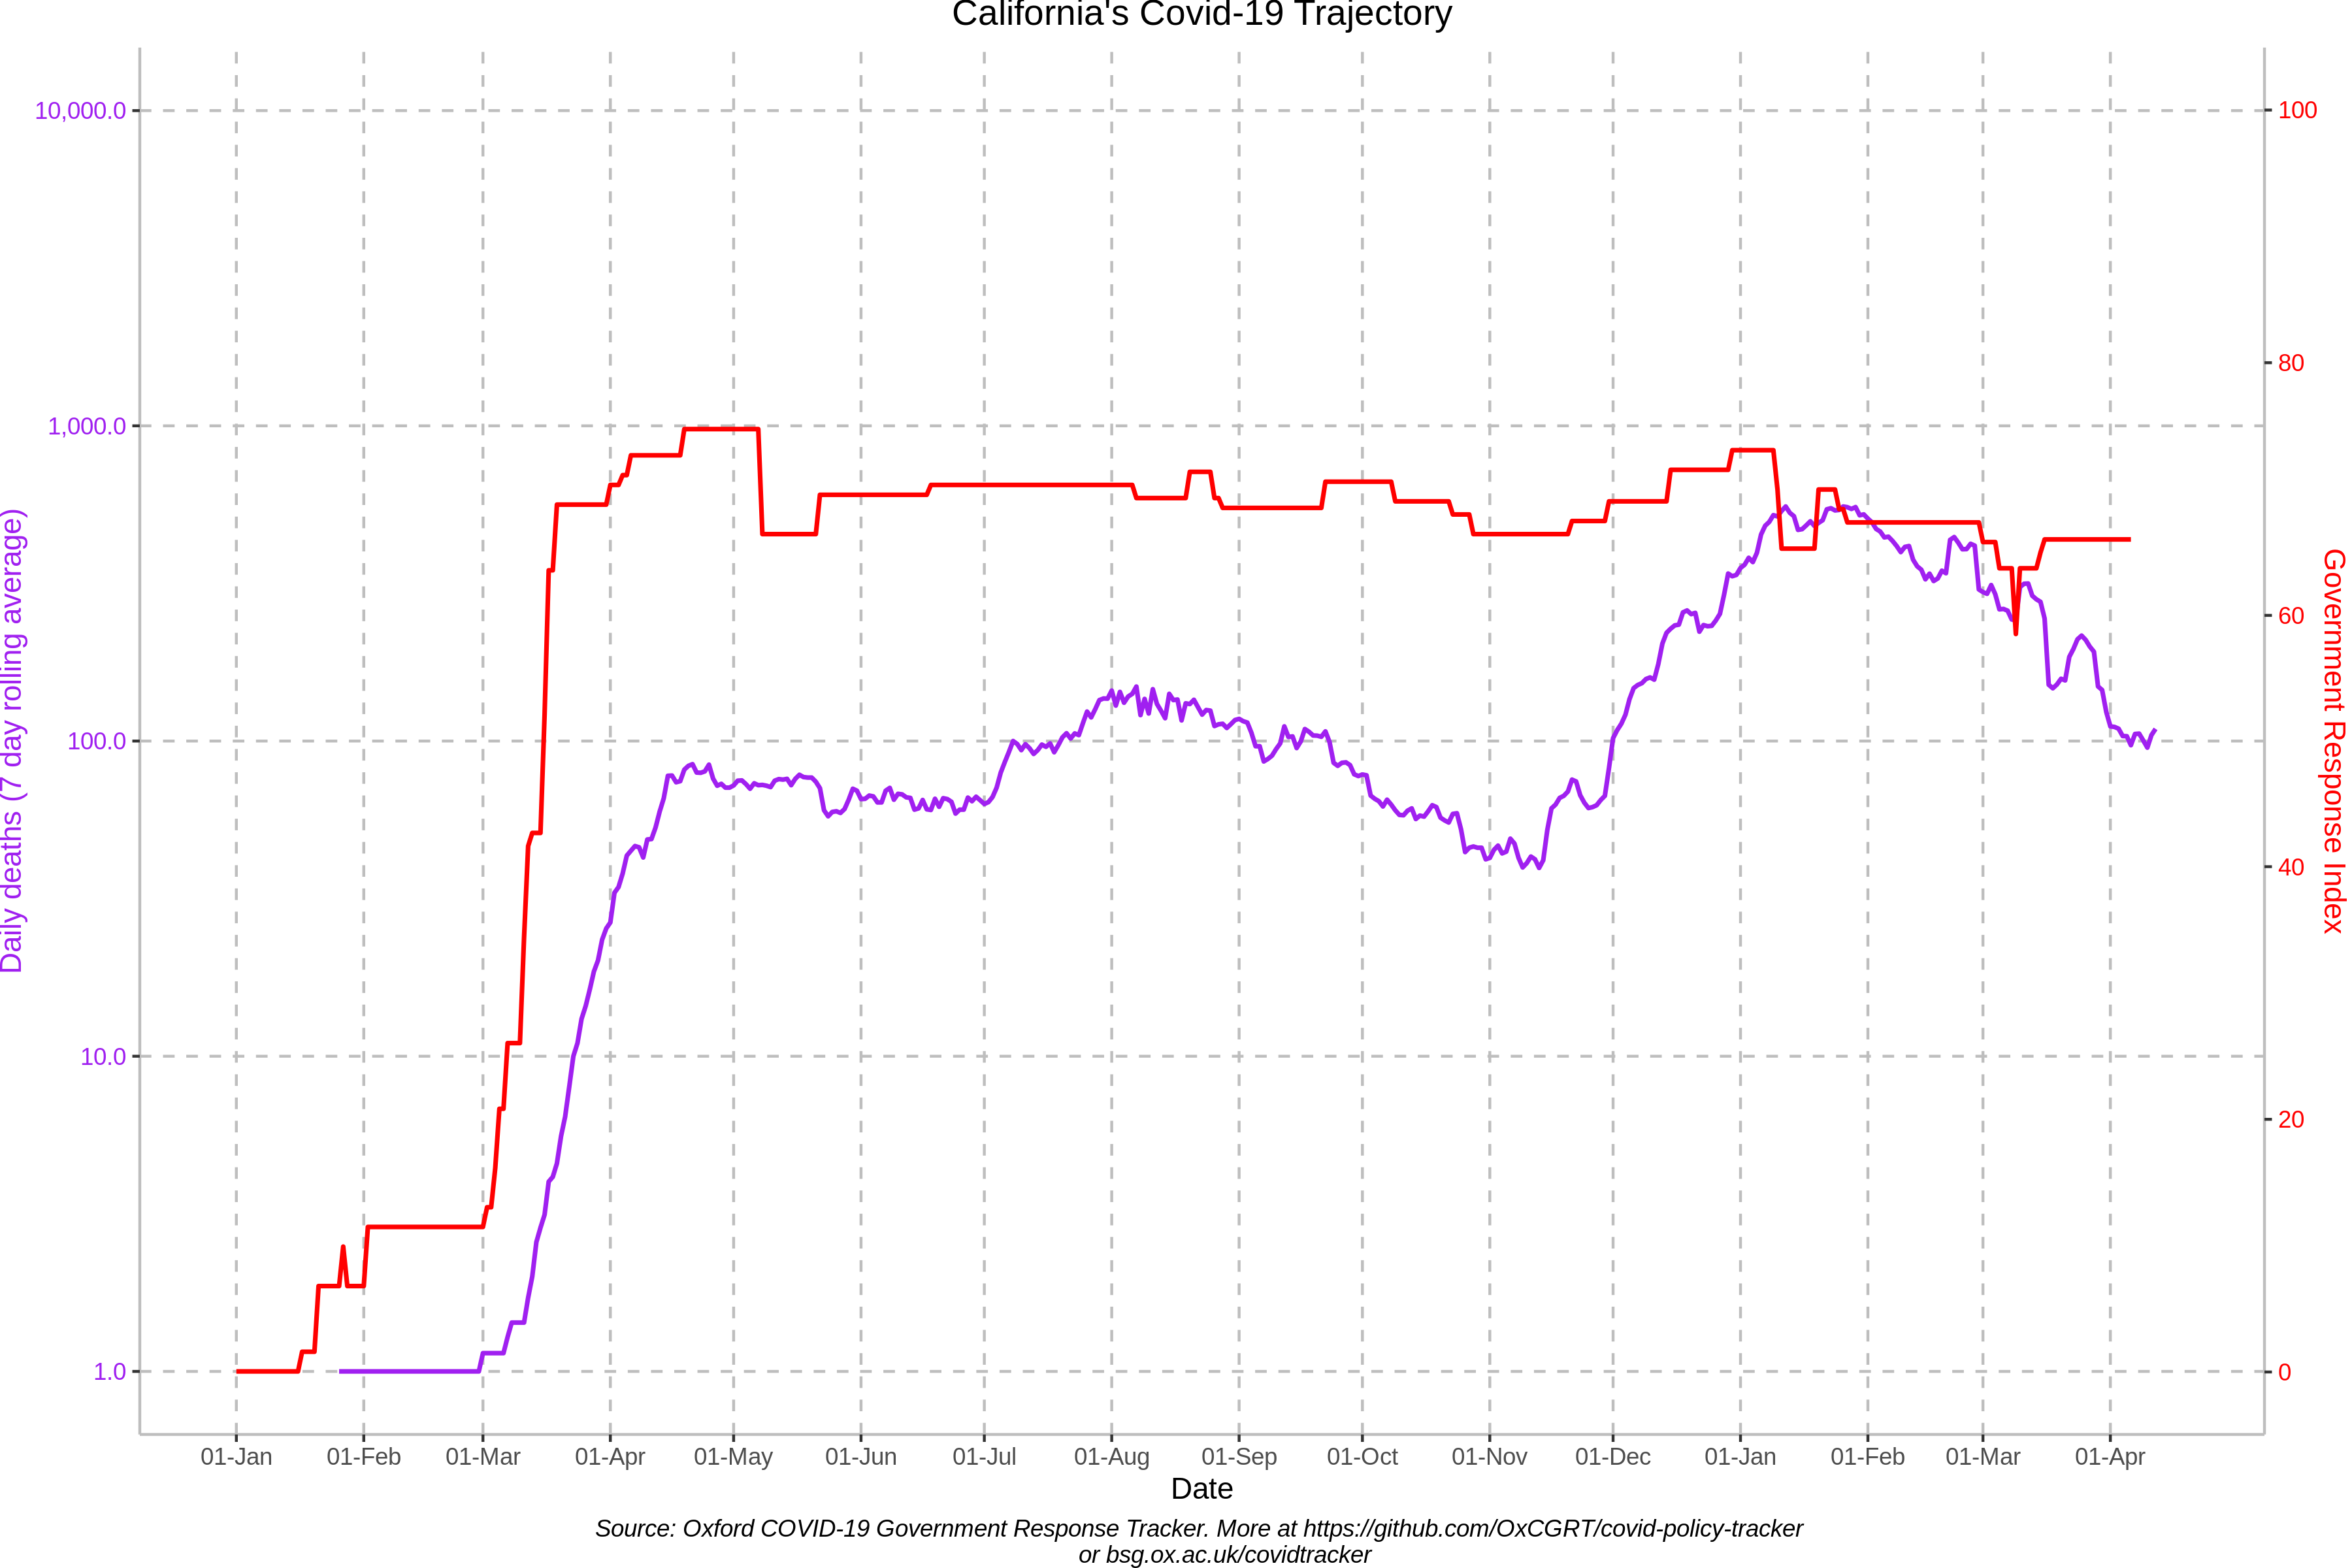 California's Covid-19 Trajectory
10,000.0
1,000.0
100.0
10.0
1.0
Daily deaths (7 day rolling average)
100
80
60
40
20
0
Government Response Index
01-Jan 01-Feb 01-Mar 01-Apr 01-May 01-Jun 01-Jul 01-Aug 01-Sep 01-Oct 01-Nov 01-Dec 01-Jan 01-Feb 01-Mar 01-Apr
Date
Source: Oxford COVID-19 Government Response Tracker. More at https://github.com/OxCGRT/covid-policy-tracker
or bsg.ox.ac.uk/covidtracker